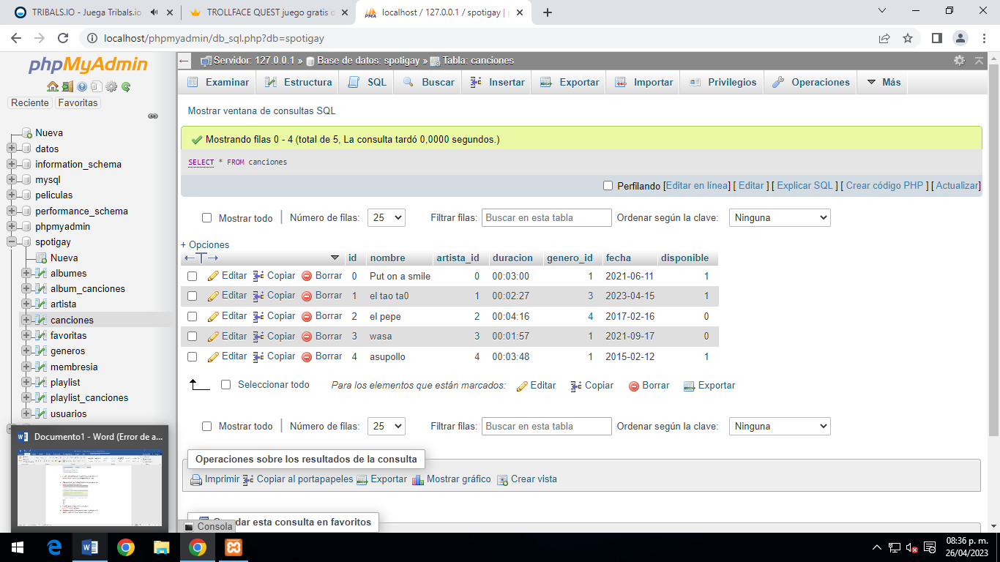 TRIBALS.IO - Juega Tribals.io
TROLLFACE QUEST juego gratis
localhost / 127.0.0.1 / spotigay |
localhost/phpmyadmin/db_sql.php?db=spotigay
phpMyAdmin
Reciente Favoritas
Nueva
datos
information_schema
mysql
peliculas
performance_schema
phpmyadmin
spotigay
Nueva
albumes
album_canciones
artista
canciones
favoritas
generos
membresia
playlist
playlist_canciones
usuarios
Documento1 - Word (Error de a...
Servidor: 127.0.0.1 » Base de datos: spotigay » Tabla: canciones
Examinar Estructura SQL Buscar Insertar Exportar Importar Privilegios Operaciones Más
Mostrar ventana de consultas SQL
Mostrando filas 0 - 4 (total de 5, La consulta tardó 0,0000 segundos.)
SELECT * FROM canciones
Perfilando [Editar en línea] [ Editar ] [ Explicar SQL ] [ Crear código PHP ] [ Actualizar]
Mostrar todo | Número de filas: 25 Filtrar filas: Buscar en esta tabla Ordenar según la clave: Ninguna
+ Opciones
←T→ id nombre artista_id duracion genero_id fecha disponible
Editar Copiar Borrar 0 Put on a smile 0 00:03:00 1 2021-06-11 1
Editar Copiar Borrar 1 el tao ta0 1 00:02:27 3 2023-04-15 1
Editar Copiar Borrar 2 el pepe 2 00:04:16 4 2017-02-16 0
Editar Copiar Borrar 3 wasa 3 00:01:57 1 2021-09-17 0
Editar Copiar Borrar 4 asupollo 4 00:03:48 1 2015-02-12 1
Seleccionar todo Para los elementos que están marcados: Editar Copiar Borrar Exportar
Mostrar todo | Número de filas: 25 Filtrar filas: Buscar en esta tabla Ordenar según la clave: Ninguna
Operaciones sobre los resultados de la consulta
Imprimir Copiar al portapapeles Exportar Mostrar gráfico Crear vista
dar esta consulta en favoritos
Consola
08:36 p. m.
26/04/2023